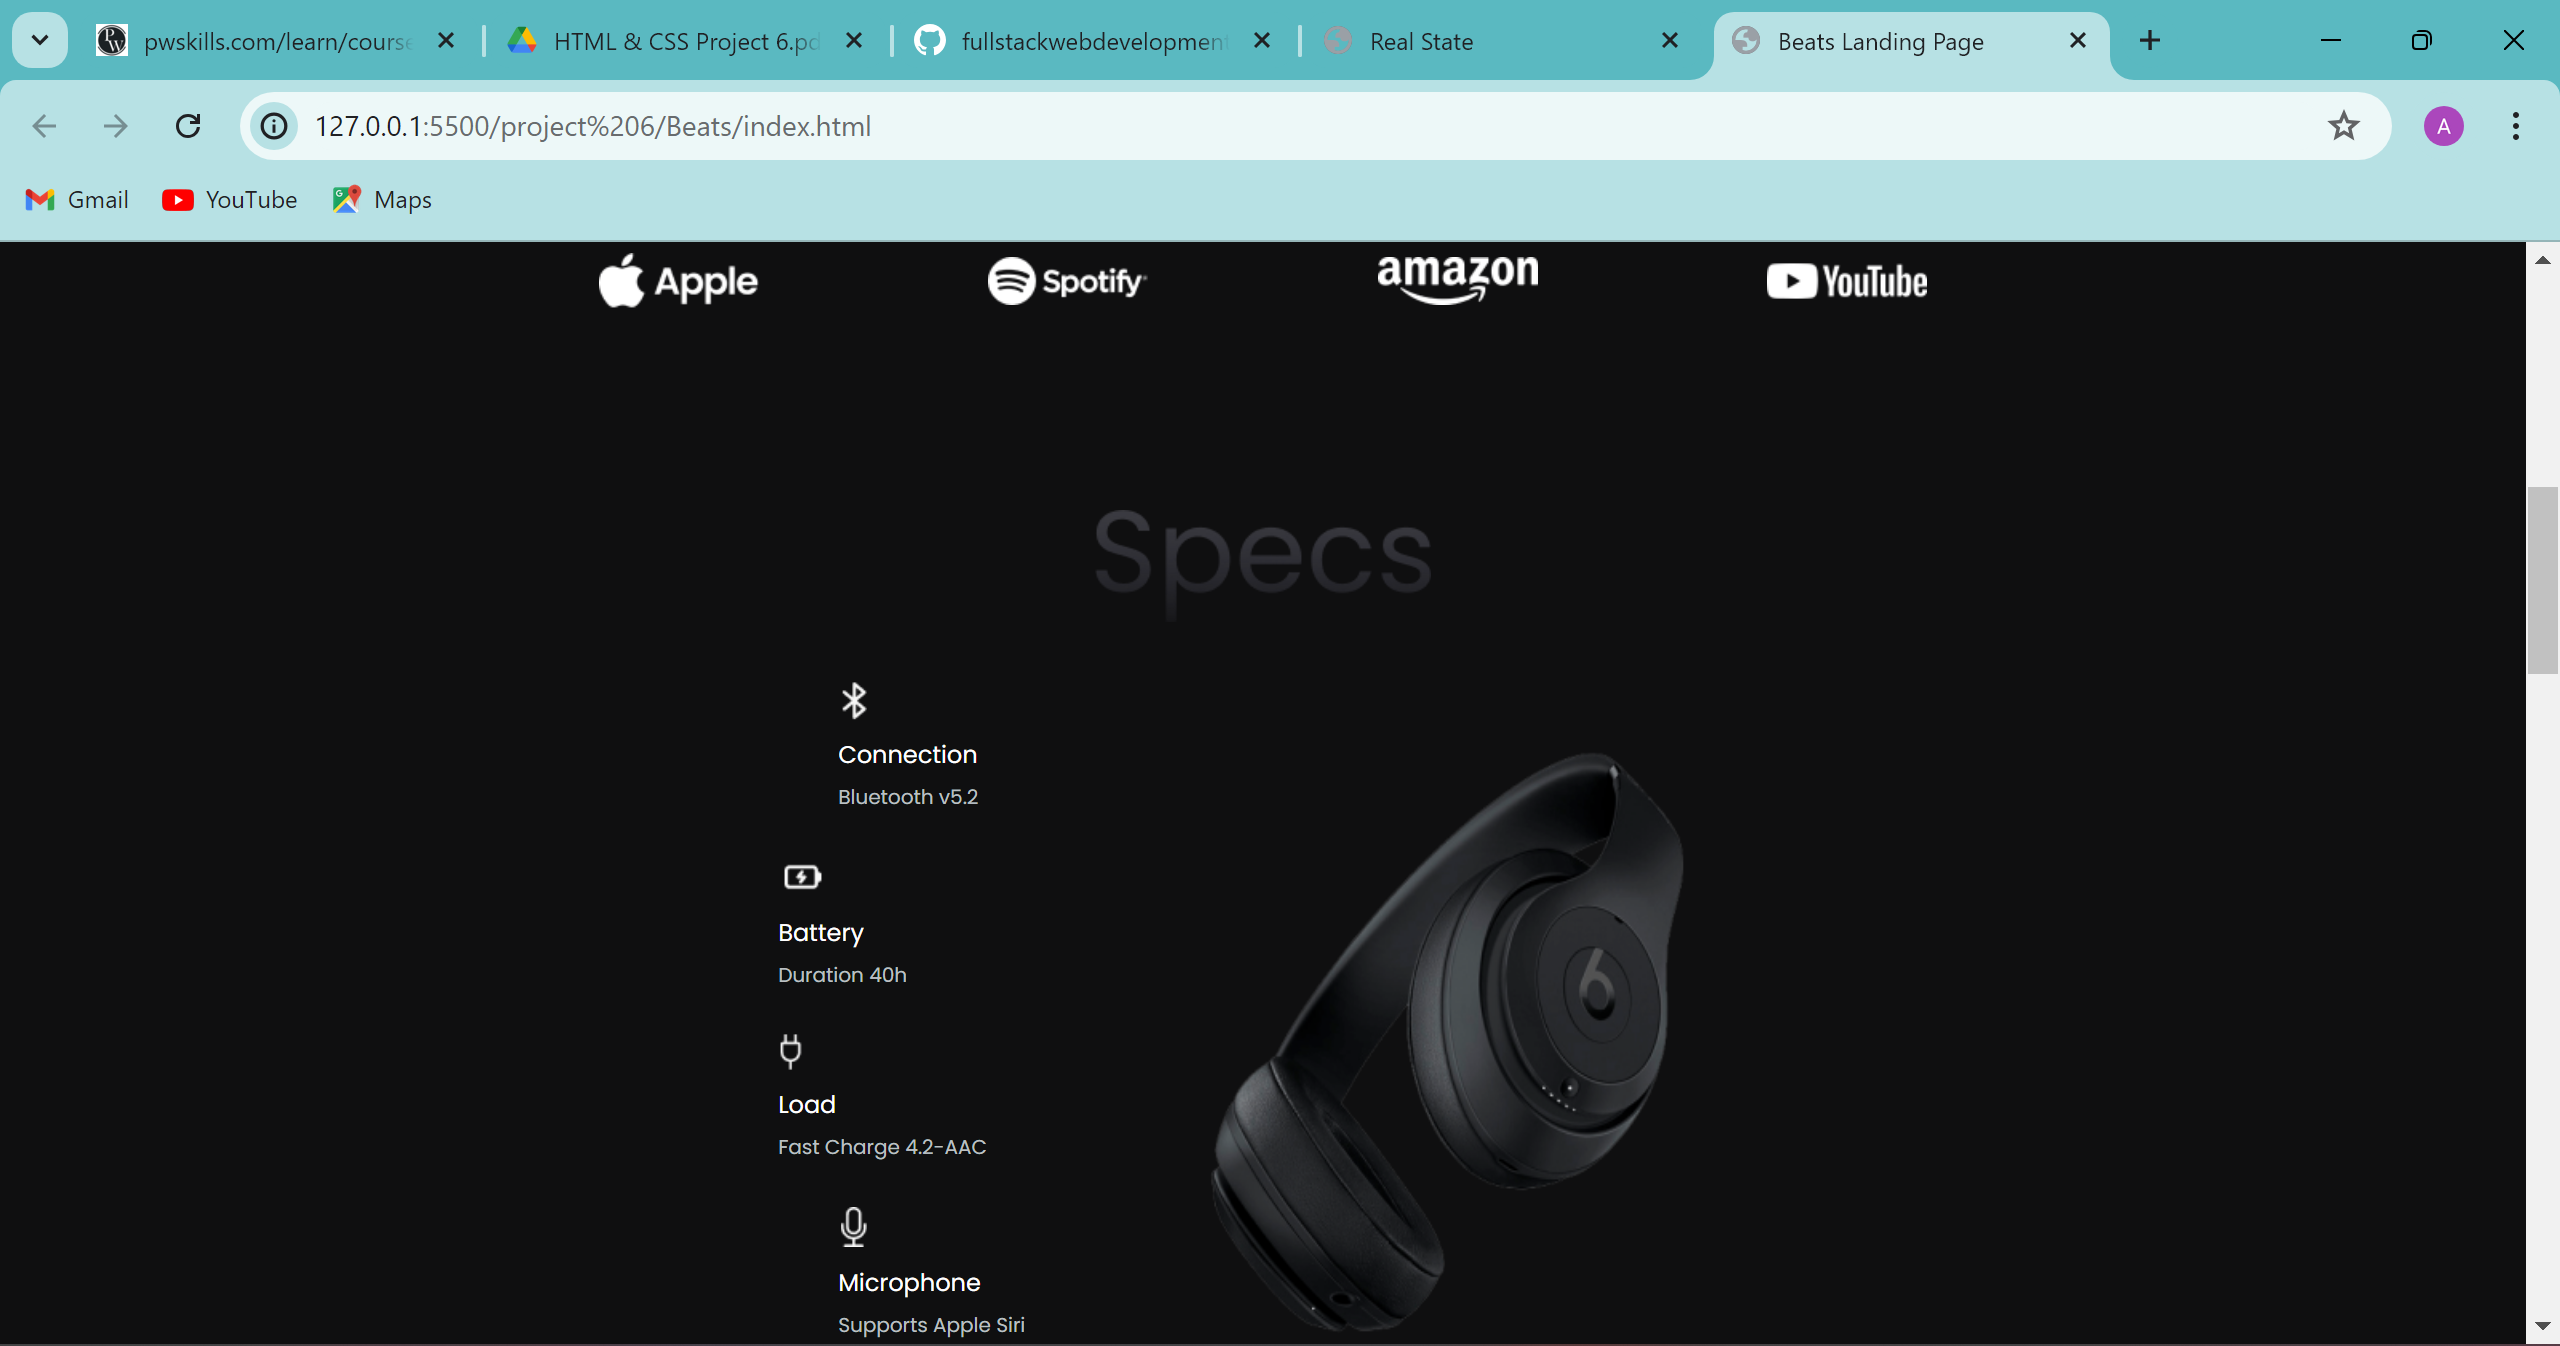 pwskills.com/learn/course
HTML & CSS Project 6.pd
fullstackwebdevelopment
Real State
Beats Landing Page
127.0.0.1:5500/project%206/Beats/index.html
A
Gmail
YouTube
Maps
Apple
Spotify
amazon
YouTube
Specs
Connection
Bluetooth v5.2
Battery
Duration 40h
Load
Fast Charge 4.2-AAC
Microphone
Supports Apple Siri